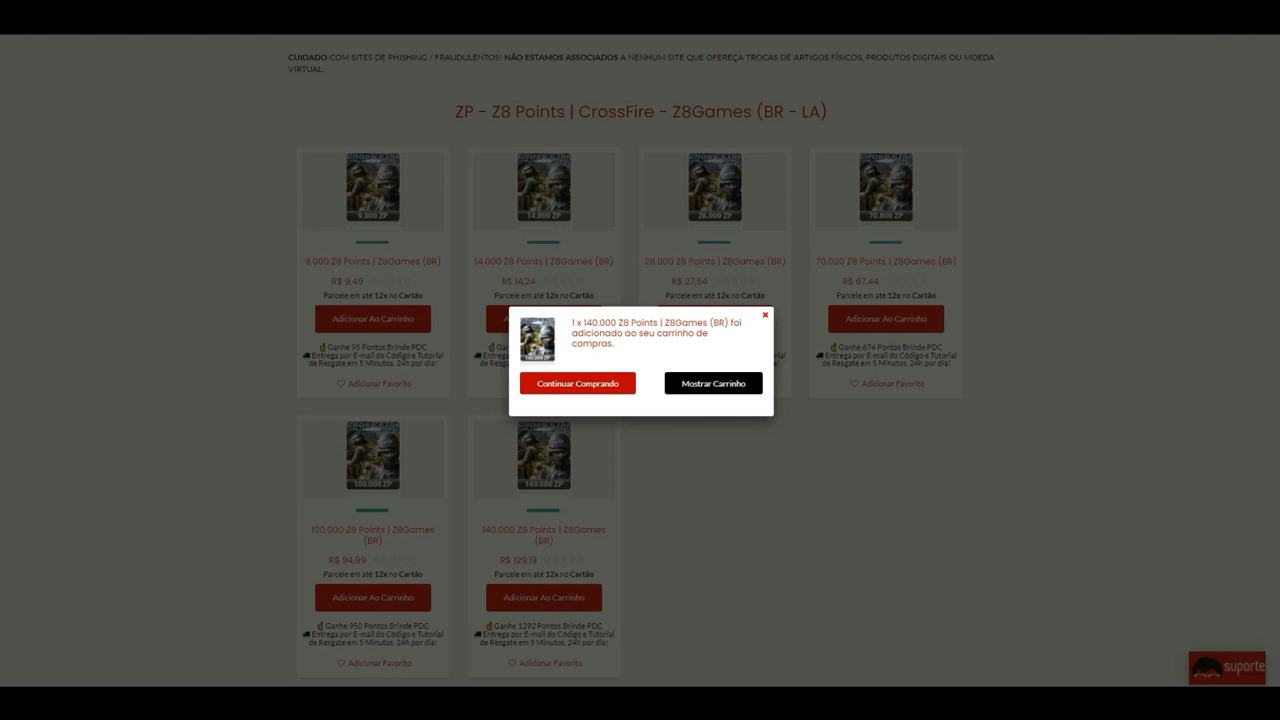 CUIDADO COM SITES DE PHISHING / FRAUDULENTOS! NÃO ESTAMOS ASSOCIADOS A NENHUM SITE QUE OFEREÇA TROCAS DE ARTIGOS FÍSICOS, PRODUTOS DIGITAIS OU MOEDA
VIRTUAL.
ZP - Z8 Points | CrossFire - Z8Games (BR - LA)
9.000 ZP
14.000 ZP
28.000 ZP
70.000 ZP
9.000 Z8 Points | Z8Games (BR)
14.000 Z8 Points | Z8Games (BR)
28.000 Z8 Points | Z8Games (BR)
70.000 Z8 Points | Z8Games (BR)
R$ 9,49
R$ 14,24
R$ 27,54
R$ 67,44
Parcele em até 12x no Cartão
Parcele em até 12x no Cartão
Parcele em até 12x no Cartão
Parcele em até 12x no Cartão
Adicionar Ao Carrinho
Adicionar Ao Carrinho
Ganhe 95 Pontos Brinde PDC
Entrega por E-mail do Código e Tutorial
de Resgate em 5 Minutos, 24h por dia!
Adicionar Favorito
Ganhe 674 Pontos Brinde PDC
Entrega por E-mail do Código e Tutorial
de Resgate em 5 Minutos, 24h por dia!
Adicionar Favorito
1 x 140.000 Z8 Points | Z8Games (BR) foi
adicionado ao seu carrinho de
compras.
Continuar Comprando
Mostrar Carrinho
CROSSFIRE
100.000 ZP
CROSSFIRE
140.000 ZP
100.000 Z8 Points | Z8Games
(BR)
140.000 Z8 Points | Z8Games
(BR)
R$ 94,99
R$ 129,19
Parcele em até 12x no Cartão
Parcele em até 12x no Cartão
Adicionar Ao Carrinho
Adicionar Ao Carrinho
Ganhe 950 Pontos Brinde PDC
Entrega por E-mail do Código e Tutorial
de Resgate em 5 Minutos, 24h por dia!
Adicionar Favorito
Ganhe 1292 Pontos Brinde PDC
Entrega por E-mail do Código e Tutorial
de Resgate em 5 Minutos, 24h por dia!
Adicionar Favorito
suporte